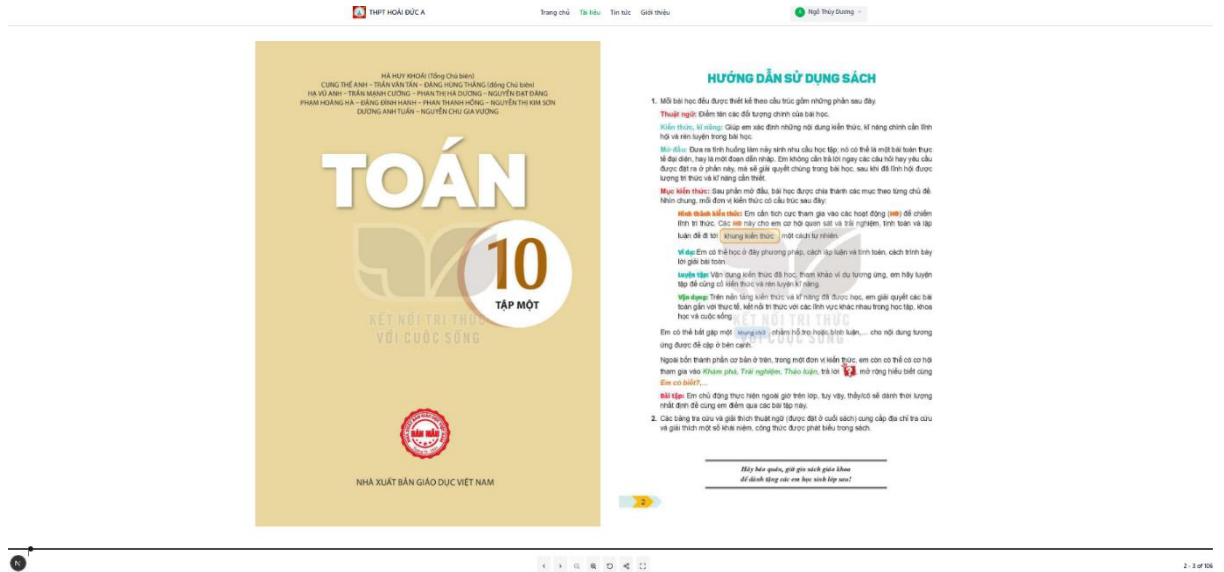 THPT HOÀI ĐỨC A
Trang chủ Tài liệu Tin tức Giới thiệu
Ngô Thùy Dương
HÀ HUY KHOÁI (Tổng Chủ biên)
CUNG THẾ ANH – TRẦN VĂN TẤN – ĐẶNG HÙNG THẮNG (đồng Chủ biên)
HẠ VŨ ANH – TRẦN MẠNH CƯỜNG – PHAN THỊ HÀ DƯƠNG – NGUYỄN ĐẠT ĐĂNG
PHẠM HOÀNG HÀ – ĐẶNG ĐÌNH HANH – PHAN THANH HỒNG – NGUYỄN THỊ KIM SƠN
DƯƠNG ANH TUẤN – NGUYỄN CHU GIA VƯỢNG
TOÁN
10
TẬP MỘT
KẾT NỐI TRI THỨC
VỚI CUỘC SỐNG
BẢN MẪU
NHÀ XUẤT BẢN GIÁO DỤC VIỆT NAM
HƯỚNG DẪN SỬ DỤNG SÁCH
1. Mỗi bài học đều được thiết kế theo cấu trúc gồm những phần sau đây.
Thuật ngữ: Điểm tên các đối tượng chính của bài học.
Kiến thức, kĩ năng: Giúp em xác định những nội dung kiến thức, kĩ năng chính cần lĩnh
hội và rèn luyện trong bài học.
Mở đầu: Đưa ra tình huống làm nảy sinh nhu cầu học tập; nó có thể là một bài toán thực
tế đại diện, hay là một đoạn dẫn nhập. Em không cần trả lời ngay các câu hỏi hay yêu cầu
được đặt ra ở phần này, mà sẽ giải quyết chúng trong bài học, sau khi đã lĩnh hội được
lượng tri thức và kĩ năng cần thiết.
Mục kiến thức: Sau phần mở đầu, bài học được chia thành các mục theo từng chủ đề.
Nhìn chung, mỗi đơn vị kiến thức có cấu trúc sau đây:
Hình thành kiến thức: Em cần tích cực tham gia vào các hoạt động (HĐ) để chiếm
lĩnh tri thức. Các HĐ này cho em cơ hội quan sát và trải nghiệm, tính toán và lập
luận để đi tới khung kiến thức một cách tự nhiên.
Ví dụ: Em có thể học ở đây phương pháp, cách lập luận và tính toán, cách trình bày
lời giải bài toán.
Luyện tập: Vận dụng kiến thức đã học, tham khảo ví dụ tương ứng, em hãy luyện
tập để củng cố kiến thức và rèn luyện kĩ năng.
Vận dụng: Trên nền tảng kiến thức và kĩ năng đã được học, em giải quyết các bài
toán gắn với thực tế, kết nối tri thức với các lĩnh vực khác nhau trong học tập, khoa
học và cuộc sống.
KẾT NỐI TRI THỨC
VỚI CUỘC SỐNG
Em có thể bắt gặp một khung chữ nhằm hỗ trợ hoặc bình luận,... cho nội dung tương
ứng được đề cập ở bên cạnh.
Ngoài bốn thành phần cơ bản ở trên, trong một đơn vị kiến thức, em còn có thể có cơ hội
tham gia vào Khám phá, Trải nghiệm, Thảo luận, trả lời ?, mở rộng hiểu biết cùng
Em có biết?,...
Bài tập: Em chủ động thực hiện ngoài giờ trên lớp, tuy vậy, thầy/cô sẽ dành thời lượng
nhất định để cùng em điểm qua các bài tập này.
2. Các bảng tra cứu và giải thích thuật ngữ (được đặt ở cuối sách) cung cấp địa chỉ tra cứu
và giải thích một số khái niệm, công thức được phát biểu trong sách.
Hãy bảo quản, giữ gìn sách giáo khoa
để dành tặng các em học sinh lớp sau!
2
N
2 - 3 of 106